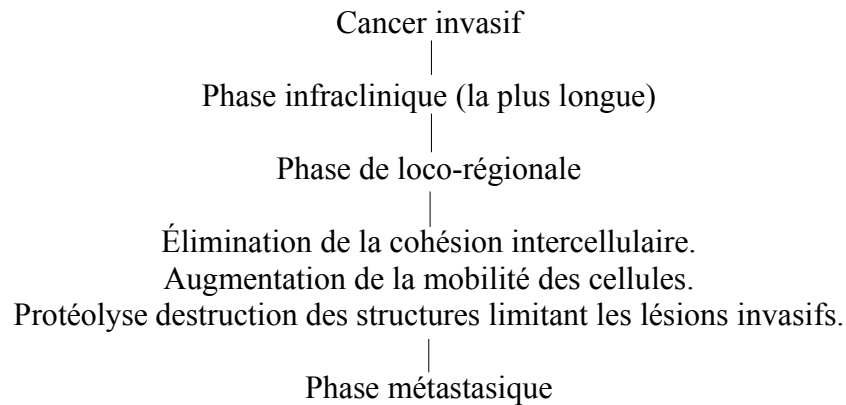 Cancer invasif
Phase infraclinique (la plus longue)
Phase de loco-régionale
Élimination de la cohésion intercellulaire.
Augmentation de la mobilité des cellules.
Protéolyse destruction des structures limitant les lésions invasifs.
Phase métastasique